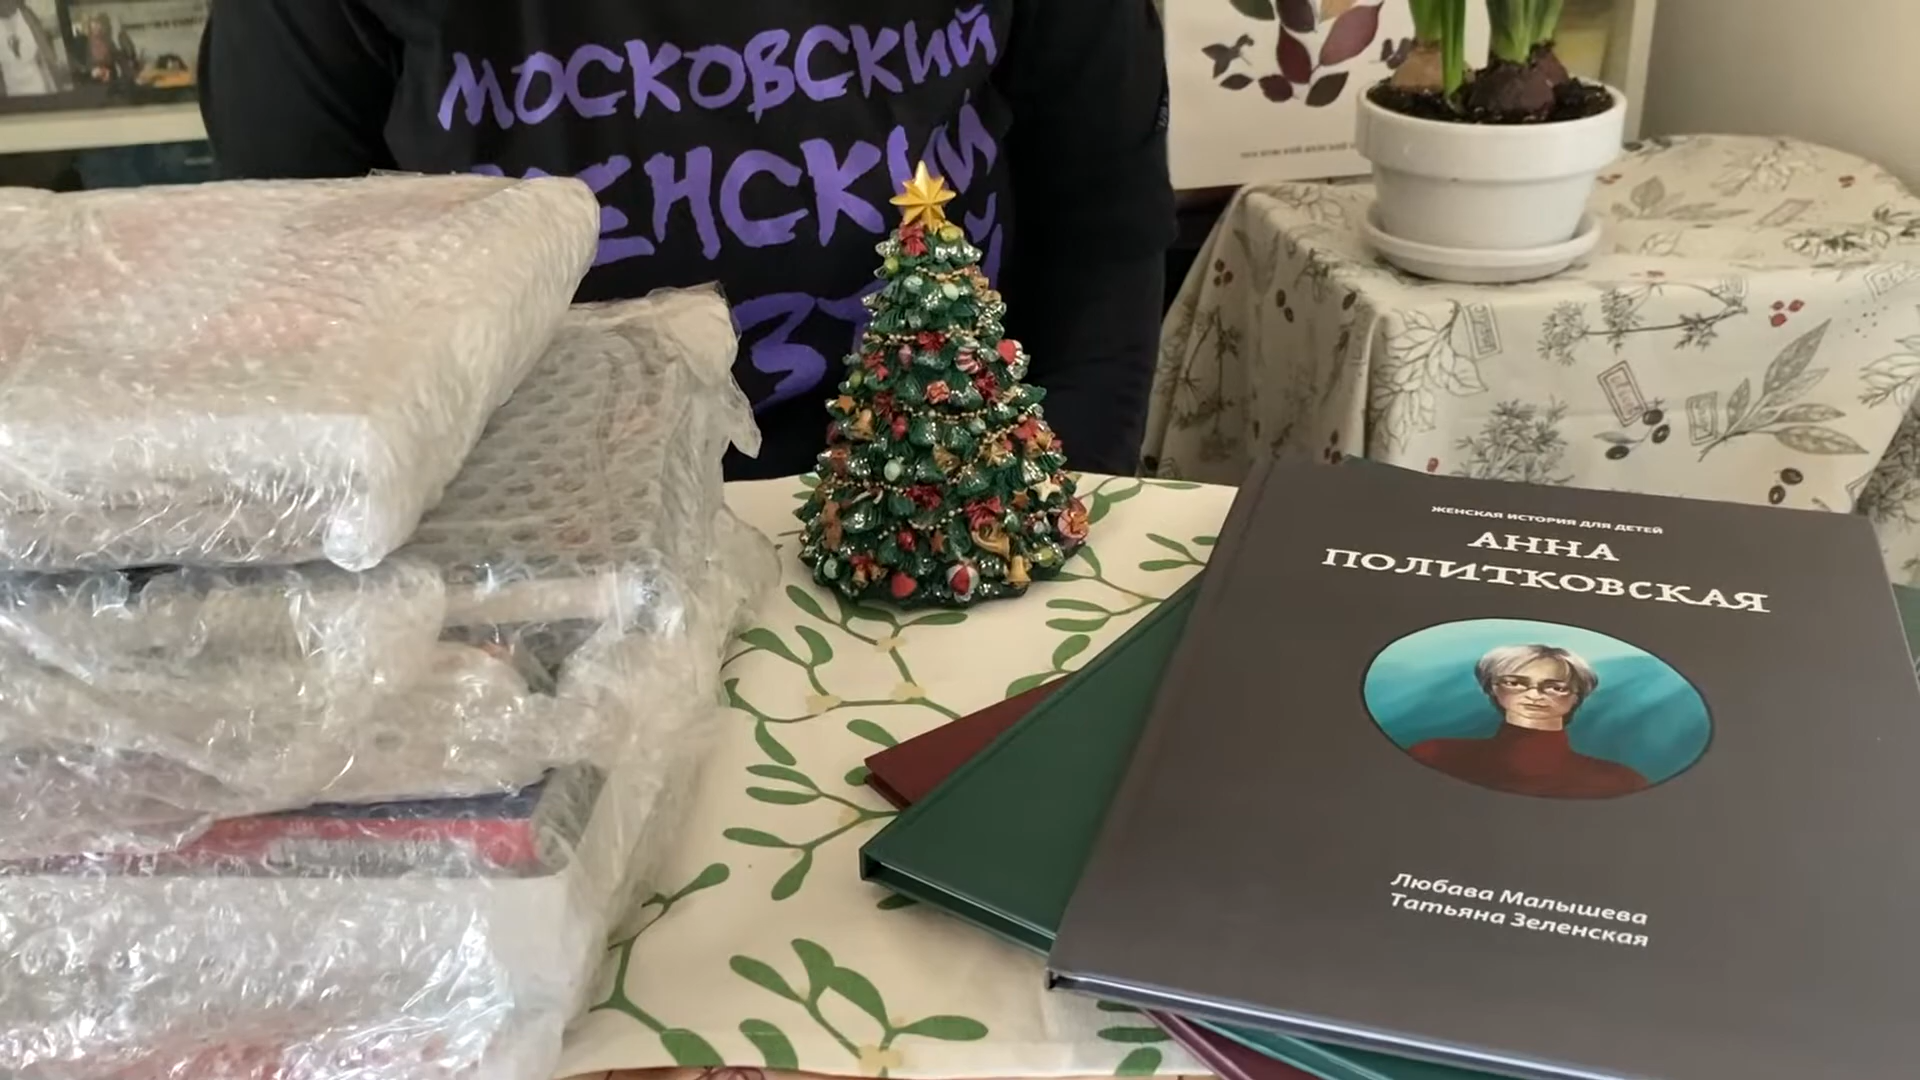 МОСКОВСКИЙ
ЖЕНСКИЙ
ЖЕНСКАЯ ИСТОРИЯ ДЛЯ ДЕТЕЙ
АННА
ПОЛИТКОВСКАЯ
Любава Малышева
Татьяна Зеленская